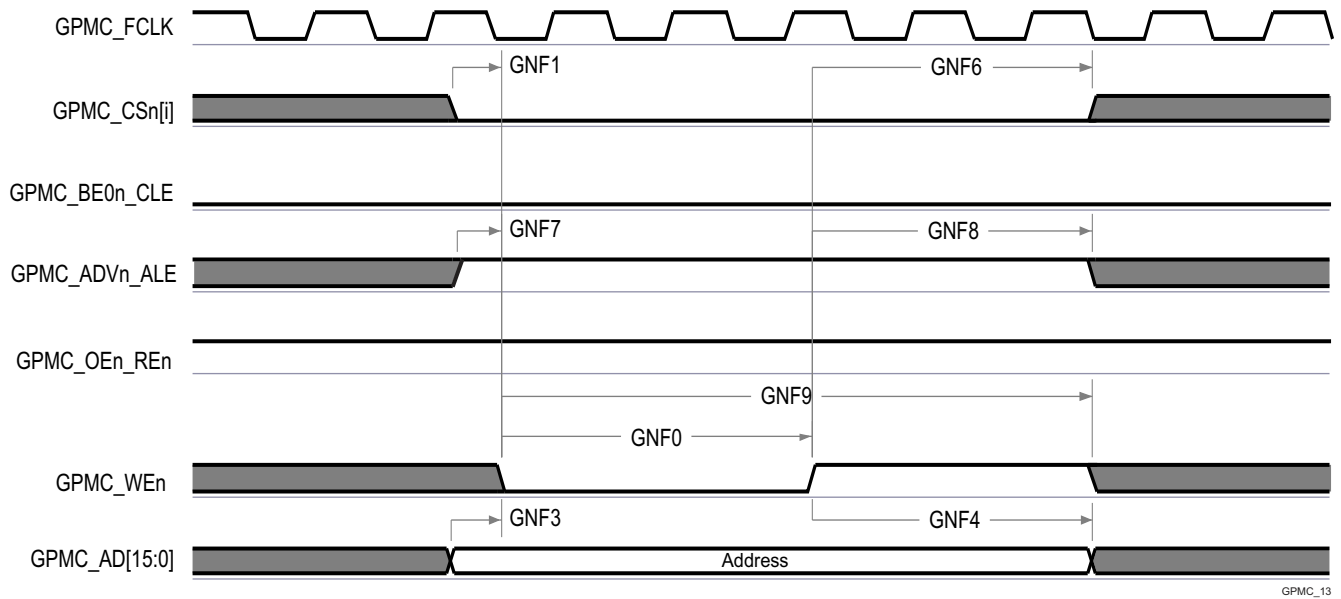 GPMC_FCLK
GNF1
GNF6
GPMC_CSn[i]
GPMC_BE0n_CLE
GNF7
GNF8
GPMC_ADVn_ALE
GPMC_OEn_REn
GNF9
GNF0
GPMC_WEn
GNF3
GNF4
GPMC_AD[15:0]
Address
GPMC_13